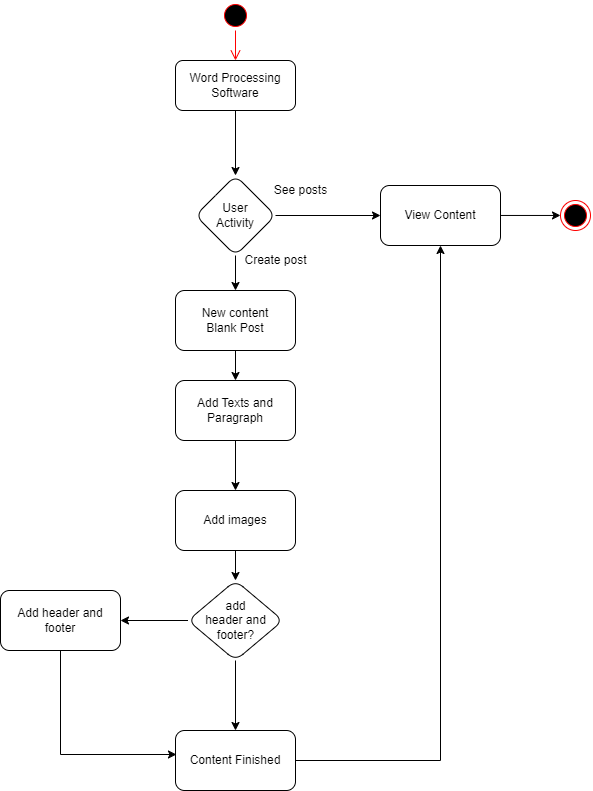 Word Processing
Software
See posts
User
Activity
View Content
Create post
New content
Blank Post
Add Texts and
Paragraph
Add images
add
header and
footer?
Add header and
footer
Content Finished